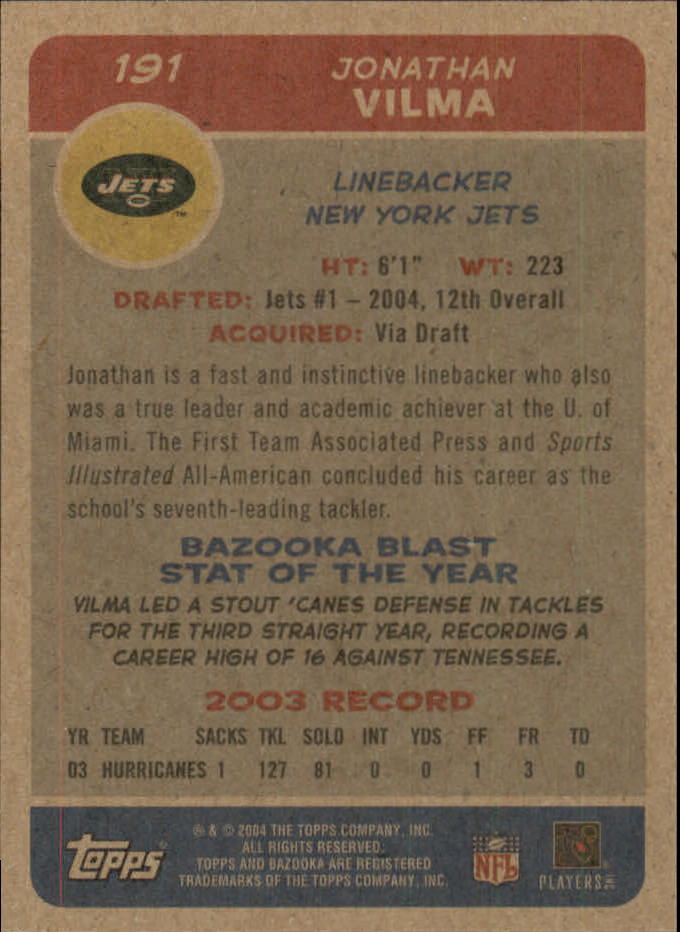 191
JONATHAN
VILMA
JETS
™
LINEBACKER
NEW YORK JETS
HT: 6'1" WT: 223
DRAFTED: Jets #1 – 2004, 12th Overall
ACQUIRED: Via Draft
Jonathan is a fast and instinctive linebacker who also
was a true leader and academic achiever at the U. of
Miami. The First Team Associated Press and Sports
Illustrated All-American concluded his career as the
school's seventh-leading tackler.
BAZOOKA BLAST
STAT OF THE YEAR
VILMA LED A STOUT 'CANES DEFENSE IN TACKLES
FOR THE THIRD STRAIGHT YEAR, RECORDING A
CAREER HIGH OF 16 AGAINST TENNESSEE.
2003 RECORD
YR TEAM SACKS TKL SOLO INT YDS FF FR TD
03 HURRICANES 1 127 81 0 0 1 3 0
topps®
® & © 2004 THE TOPPS COMPANY, INC.
ALL RIGHTS RESERVED.
TOPPS AND BAZOOKA ARE REGISTERED
TRADEMARKS OF THE TOPPS COMPANY, INC.
NFL
PLAYERS INC